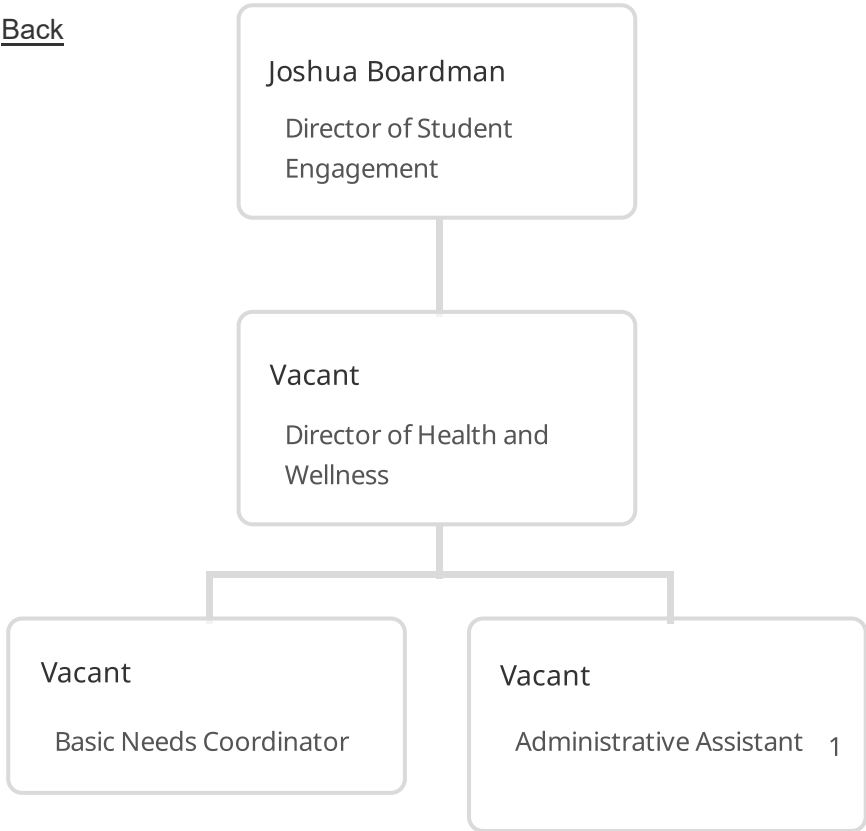 Back
Joshua Boardman
Director of Student
Engagement
Vacant
Director of Health and
Wellness
Vacant
Basic Needs Coordinator
Vacant
Administrative Assistant 1